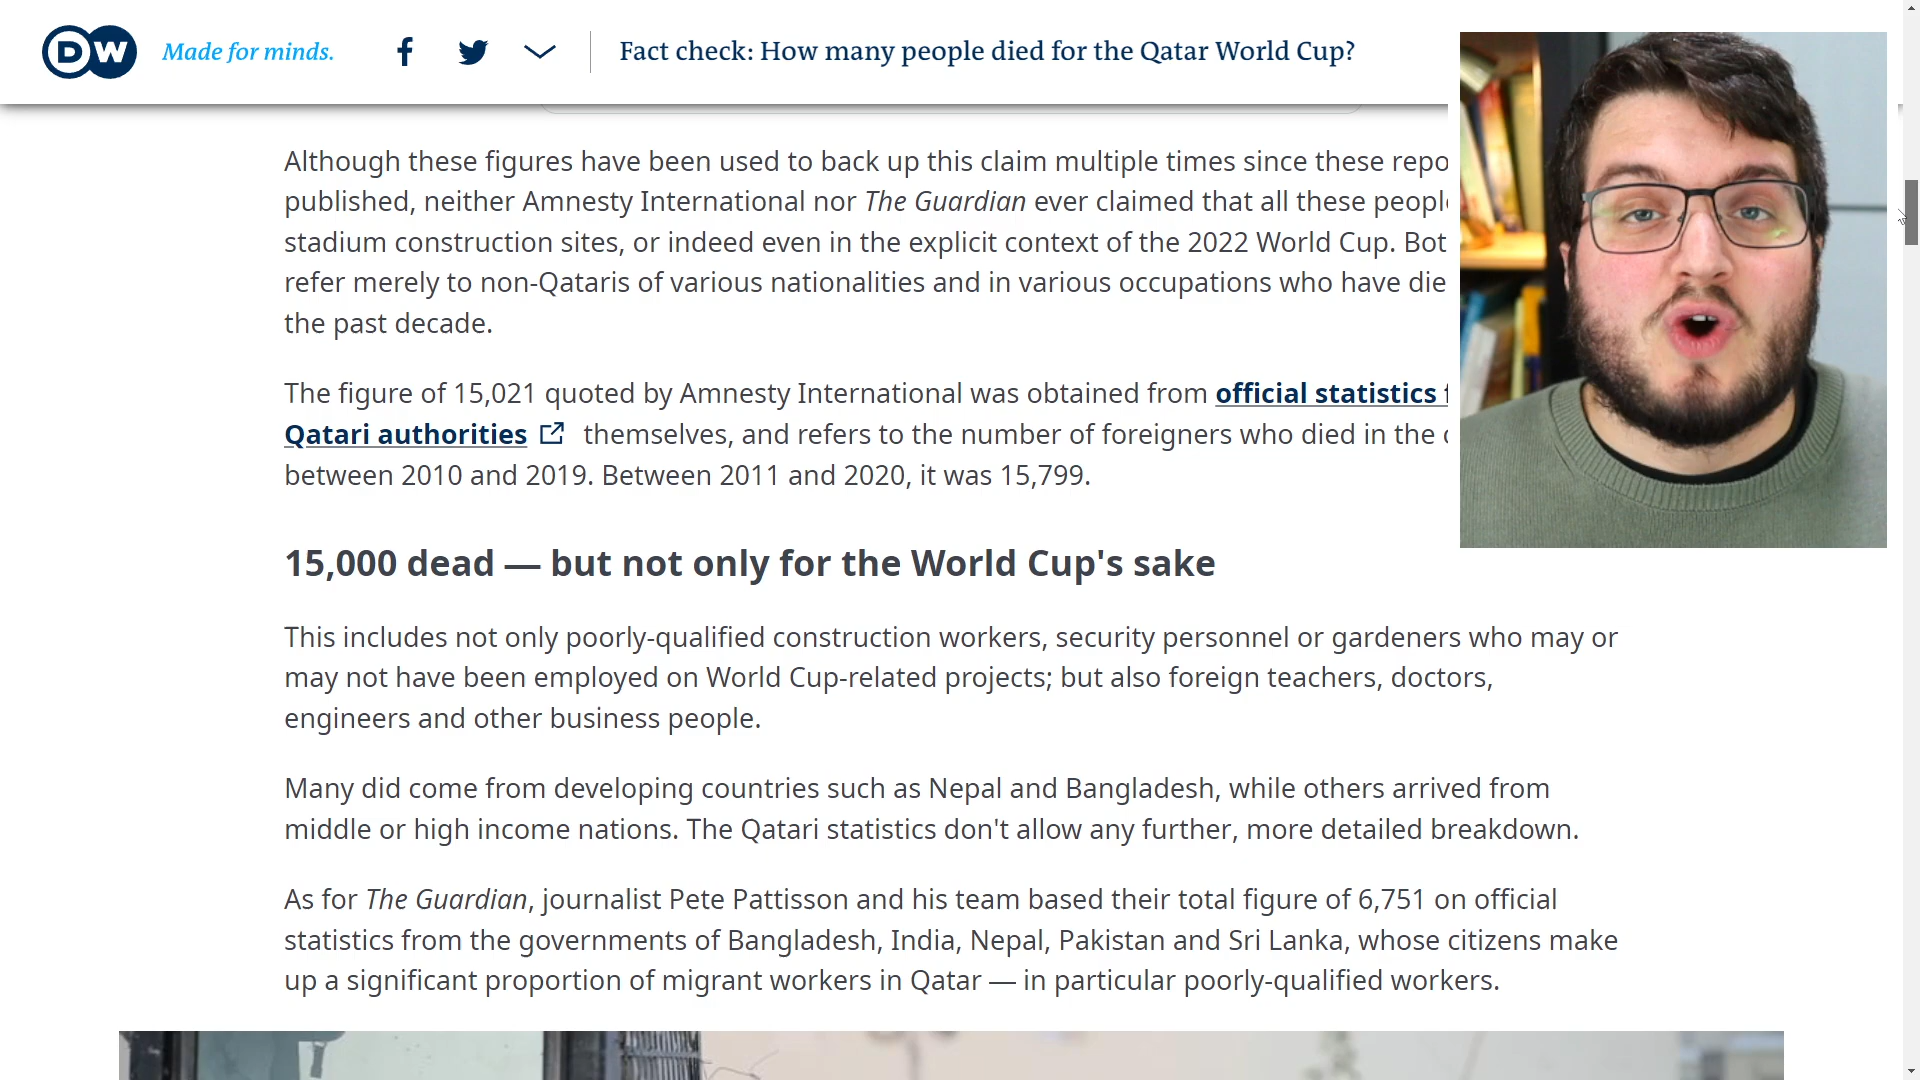 DW Made for minds. Fact check: How many people died for the Qatar World Cup?
Although these figures have been used to back up this claim multiple times since these
published, neither Amnesty International nor The Guardian ever claimed that all these
stadium construction sites, or indeed even in the explicit context of the 2022 World Cup.
refer merely to non-Qataris of various nationalities and in various occupations who have
the past decade.
The figure of 15,021 quoted by Amnesty International was obtained from official statistics
Qatari authorities themselves, and refers to the number of foreigners who died in the
between 2010 and 2019. Between 2011 and 2020, it was 15,799.
15,000 dead — but not only for the World Cup's sake
This includes not only poorly-qualified construction workers, security personnel or gardeners who may or
may not have been employed on World Cup-related projects; but also foreign teachers, doctors,
engineers and other business people.
Many did come from developing countries such as Nepal and Bangladesh, while others arrived from
middle or high income nations. The Qatari statistics don't allow any further, more detailed breakdown.
As for The Guardian, journalist Pete Pattisson and his team based their total figure of 6,751 on official
statistics from the governments of Bangladesh, India, Nepal, Pakistan and Sri Lanka, whose citizens make
up a significant proportion of migrant workers in Qatar — in particular poorly-qualified workers.